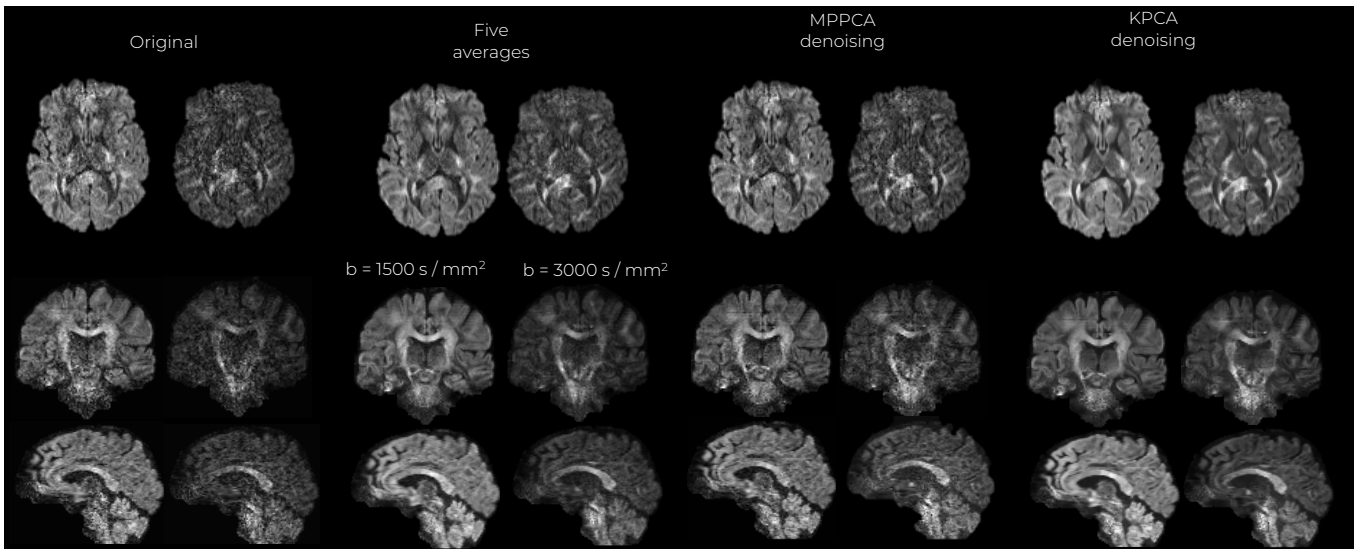 Original
Five
averages
MPPCA
denoising
KPCA
denoising
b = 1500 s / mm²
b = 3000 s / mm²